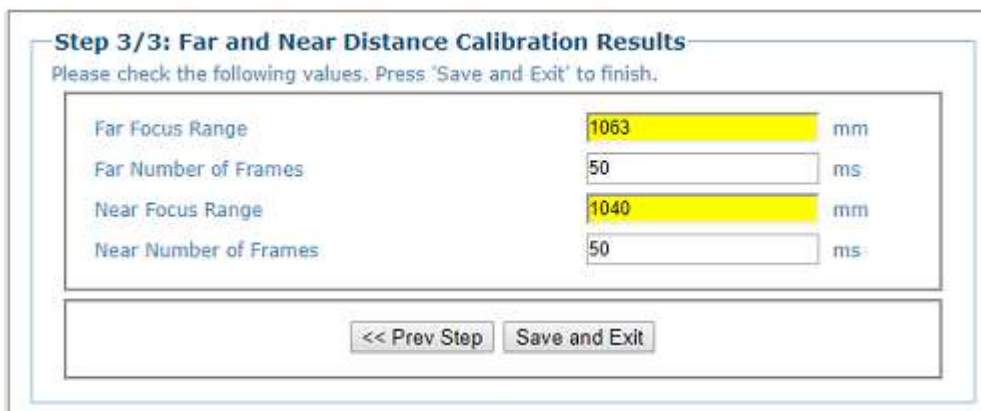 Step 3/3: Far and Near Distance Calibration Results
Please check the following values. Press 'Save and Exit' to finish.
Far Focus Range 1063 mm
Far Number of Frames 50 ms
Near Focus Range 1040 mm
Near Number of Frames 50 ms
<< Prev Step Save and Exit